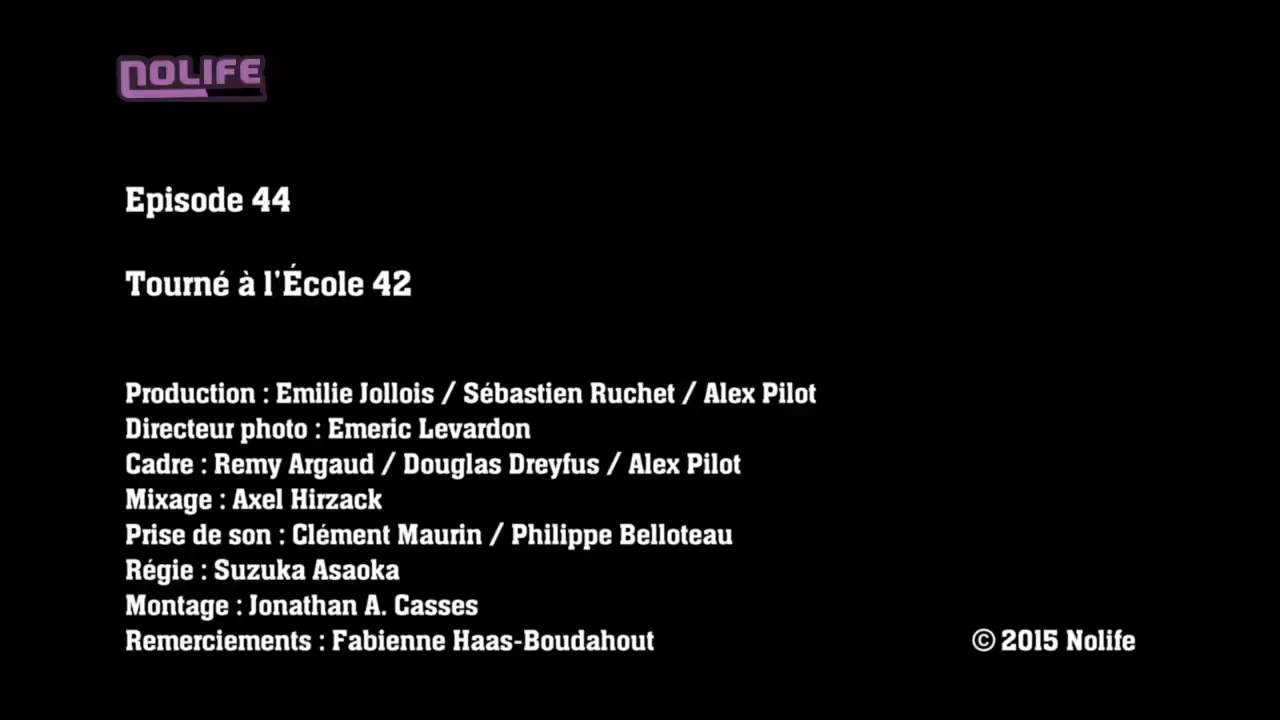 NOLIFE
Episode 44
Tourné à l'École 42
Production : Emilie Jollois / Sébastien Ruchet / Alex Pilot
Directeur photo : Emeric Levardon
Cadre : Remy Argaud / Douglas Dreyfus / Alex Pilot
Mixage : Axel Hirzack
Prise de son : Clément Maurin / Philippe Belloteau
Régie : Suzuka Asaoka
Montage : Jonathan A. Casses
Remerciements : Fabienne Haas-Boudahout
© 2015 Nolife